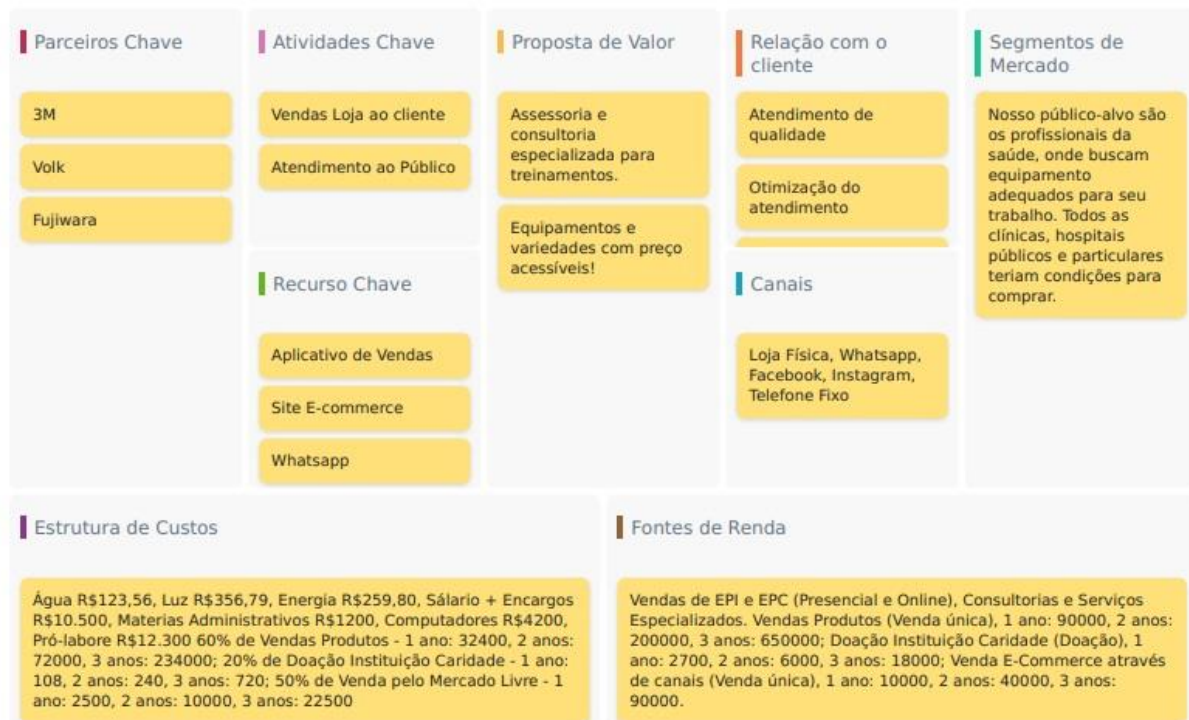 Parceiros Chave
3M
Volk
Fujiwara
Atividades Chave
Vendas Loja ao cliente
Atendimento ao Público
Recurso Chave
Aplicativo de Vendas
Site E-commerce
Whatsapp
Proposta de Valor
Assessoria e
consultoria
especializada para
treinamentos.
Equipamentos e
variedades com preço
acessíveis!
Relação com o
cliente
Atendimento de
qualidade
Otimização do
atendimento
Canais
Loja Física, Whatsapp,
Facebook, Instagram,
Telefone Fixo
Segmentos de
Mercado
Nosso público-alvo são
os profissionais da
saúde, onde buscam
equipamento
adequados para seu
trabalho. Todos as
clínicas, hospitais
públicos e particulares
teriam condições para
comprar.
Estrutura de Custos
Água R$123,56, Luz R$356,79, Energia R$259,80, Sálario + Encargos
R$10.500, Materias Administrativos R$1200, Computadores R$4200,
Pró-labore R$12.300 60% de Vendas Produtos - 1 ano: 32400, 2 anos:
72000, 3 anos: 234000; 20% de Doação Instituição Caridade - 1 ano:
108, 2 anos: 240, 3 anos: 720; 50% de Venda pelo Mercado Livre - 1
ano: 2500, 2 anos: 10000, 3 anos: 22500
Fontes de Renda
Vendas de EPI e EPC (Presencial e Online), Consultorias e Serviços
Especializados. Vendas Produtos (Venda única), 1 ano: 90000, 2 anos:
200000, 3 anos: 650000; Doação Instituição Caridade (Doação), 1
ano: 2700, 2 anos: 6000, 3 anos: 18000; Venda E-Commerce através
de canais (Venda única), 1 ano: 10000, 2 anos: 40000, 3 anos:
90000.